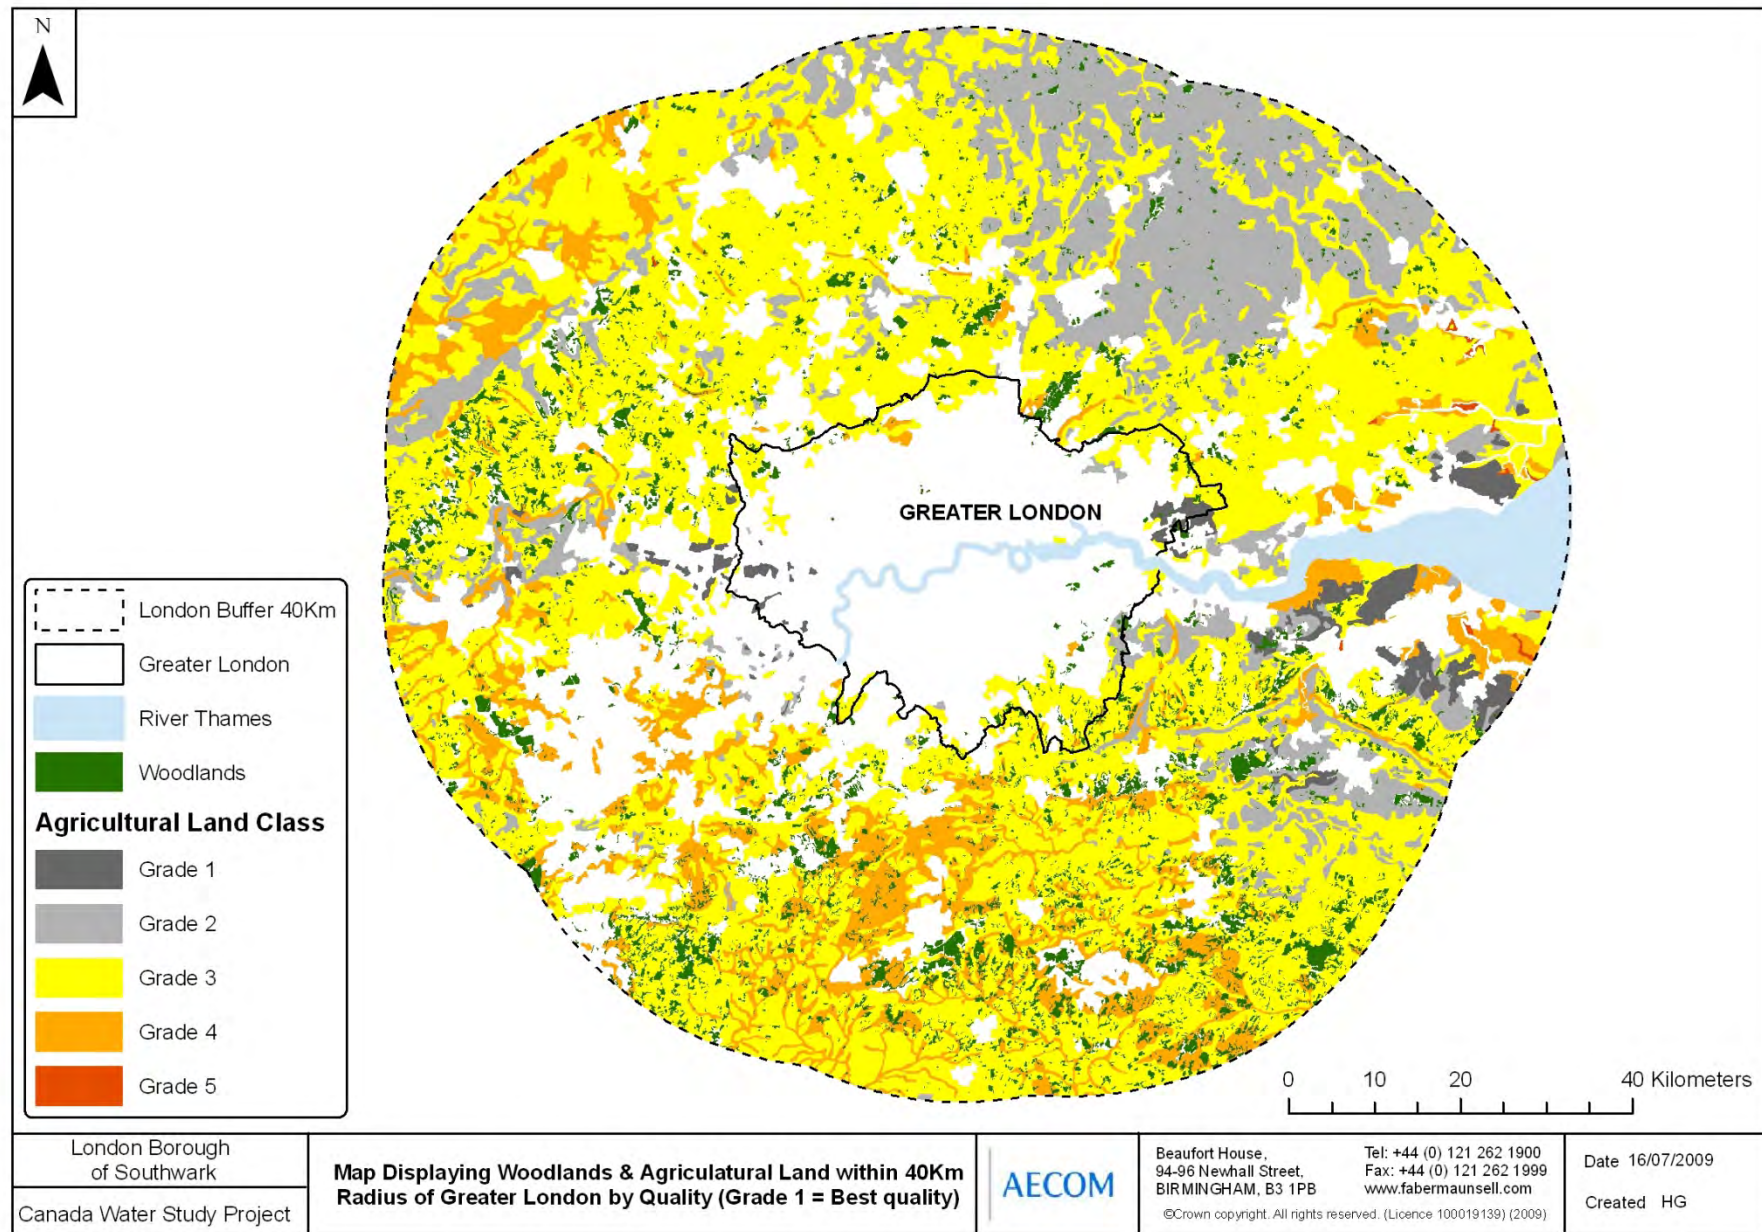 N
GREATER LONDON
London Buffer 40Km
Greater London
River Thames
Woodlands
Agricultural Land Class
Grade 1
Grade 2
Grade 3
Grade 4
Grade 5
0 10 20 40 Kilometers
London Borough
of Southwark
Canada Water Study Project
Map Displaying Woodlands & Agriculatural Land within 40Km
Radius of Greater London by Quality (Grade 1 = Best quality)
AECOM
Beaufort House,
94-96 Newhall Street,
BIRMINGHAM, B3 1PB
Tel: +44 (0) 121 262 1900
Fax: +44 (0) 121 262 1999
www.fabermaunsell.com
©Crown copyright. All rights reserved. (Licence 100019139) (2009)
Date 16/07/2009
Created HG